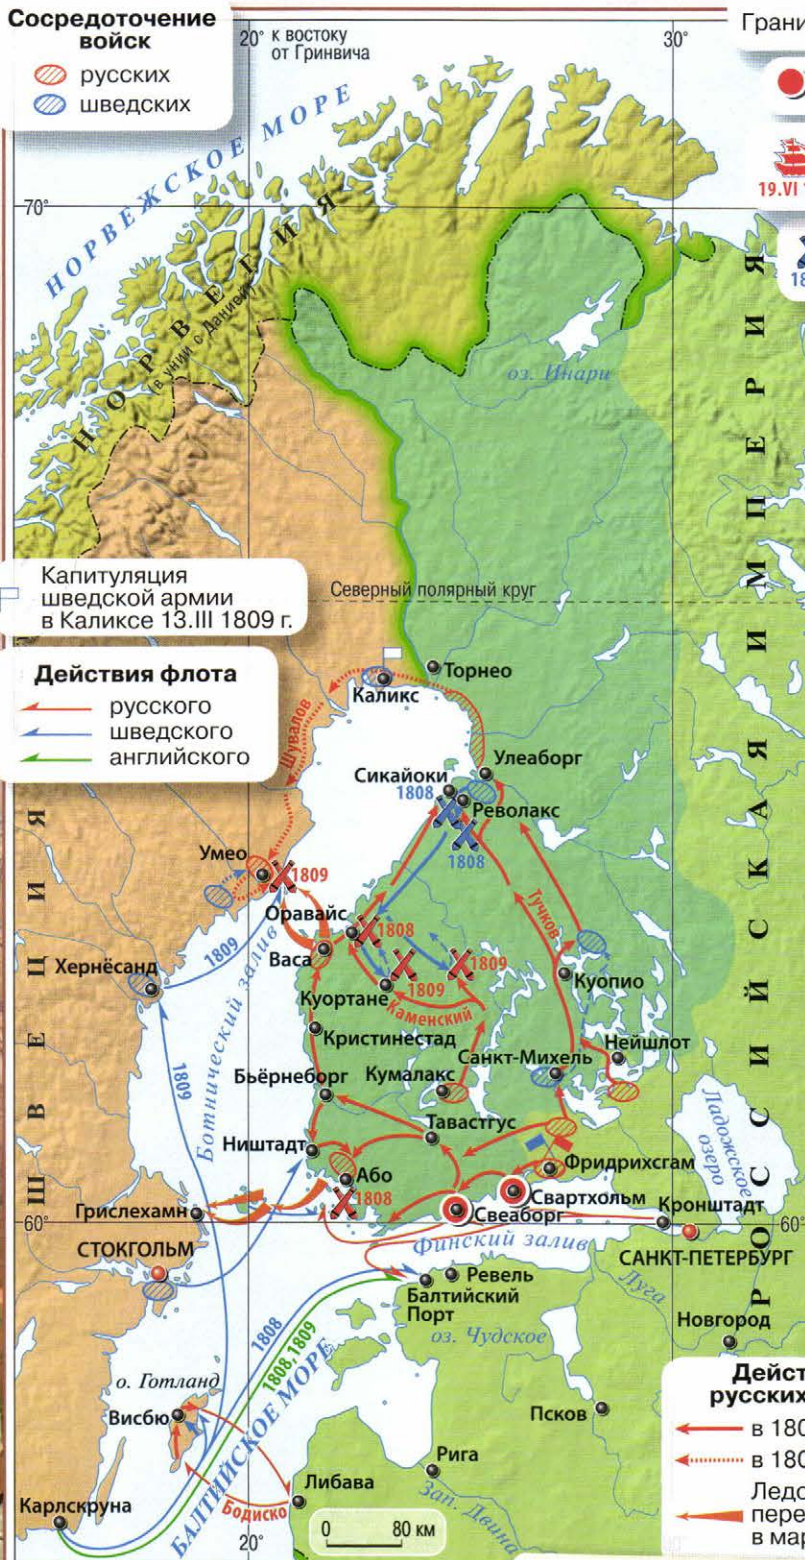 Сосредоточение
войск
русских
шведских
20° к востоку
от Гринвича
30
Грани
19.VI
18
70°
НОРВЕЖСКОЕ МОРЕ
НОРВЕГИЯ
(в унии с Данией)
оз. Инари
РОССИЙСКАЯ ИМПЕРИЯ
Капитуляция
шведской армии
в Каликсе 13.III 1809 г.
Северный полярный круг
Действия флота
русского
шведского
английского
Торнео
Каликс
Шувалов
Улеаборг
Сикайоки
1808
Револакс
1808
ШВЕЦИЯ
Умео
1809
Оравайс
1808
Тучков
1809
Васа
1809
1809
Хернёсанд
Куопио
Куортане
Каменский
Ботнический залив
Кристинестад
Нейшлот
1809
Санкт-Михель
Бьёрнеборг
Кумалакс
Ладожское
озеро
Тавастгус
Ништадт
Або
Фридрихсгам
1808
Свартхольм
Грислехамн
Свеаборг
Кронштадт
60°
60°
СТОКГОЛЬМ
Финский залив
САНКТ-ПЕТЕРБУРГ
Ревель
Балтийский
Порт
Луга
Новгород
1808
1808, 1809
оз. Чудское
БАЛТИЙСКОЕ МОРЕ
о. Готланд
Висбю
Псков
Дейст
русских
в 180
в 180
Ледо
пере
в мар
Рига
Либава
Зап. Двина
Бодиско
Карлскруна
0 80 км
20°